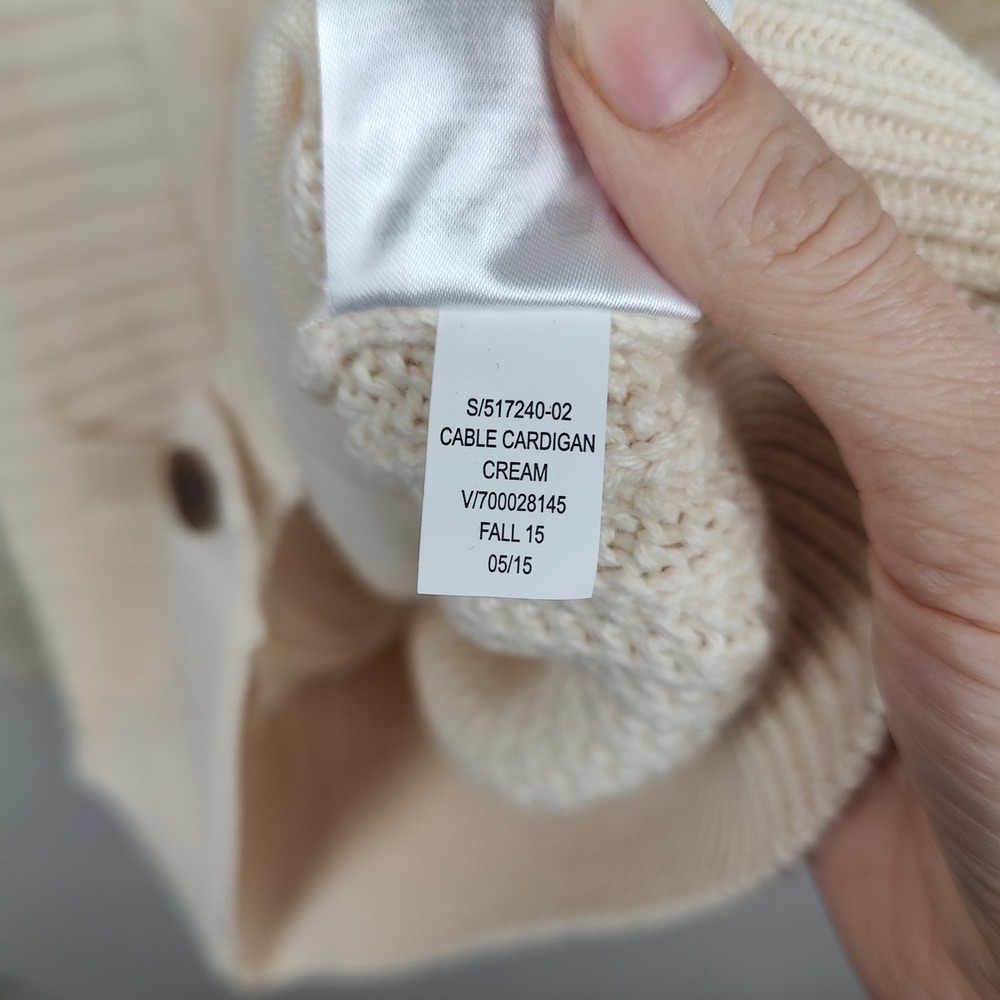 S/517240-02
CABLE CARDIGAN
CREAM
V/700028145
FALL 15
05/15